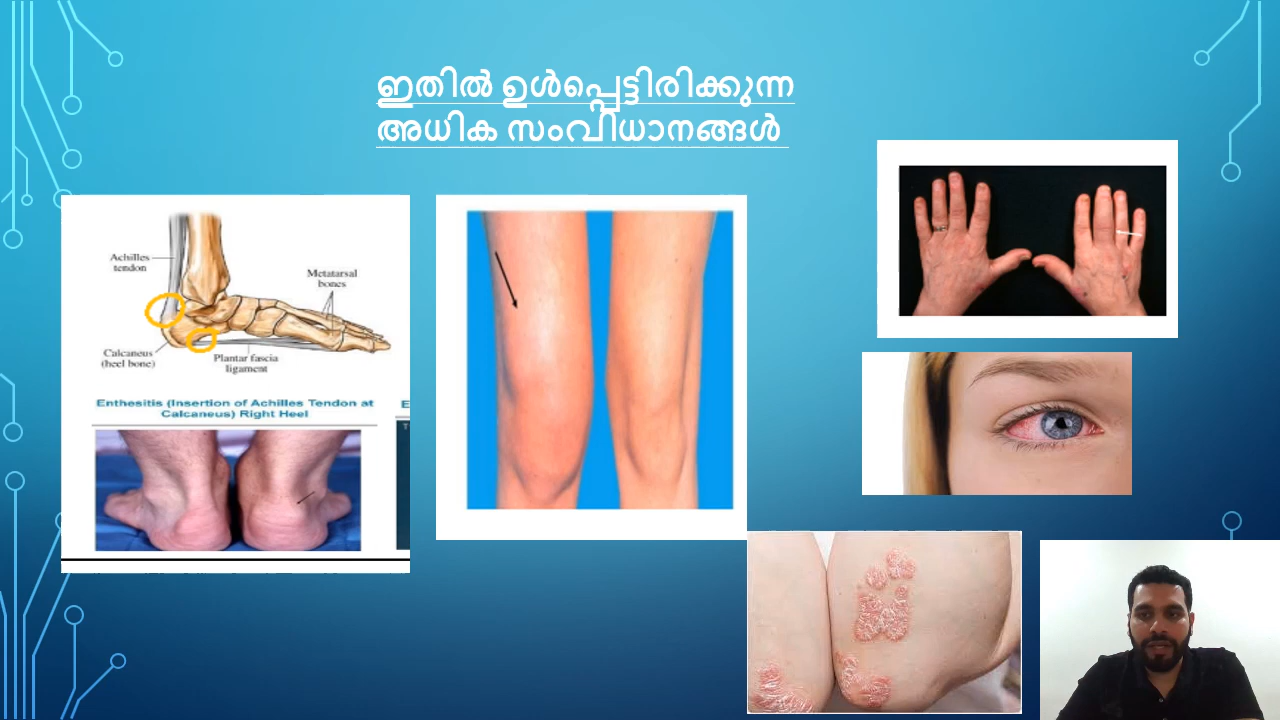 ഇതിൽ ഉൾപ്പെട്ടിരിക്കുന്ന
അധിക സംവിധാനങ്ങൾ
Achilles
tendon
Metatarsal
bones
Calcaneus
(heel bone)
Plantar fascia
ligament
Enthesitis (Insertion of Achilles Tendon at
Calcaneus) Right Heel
E
T